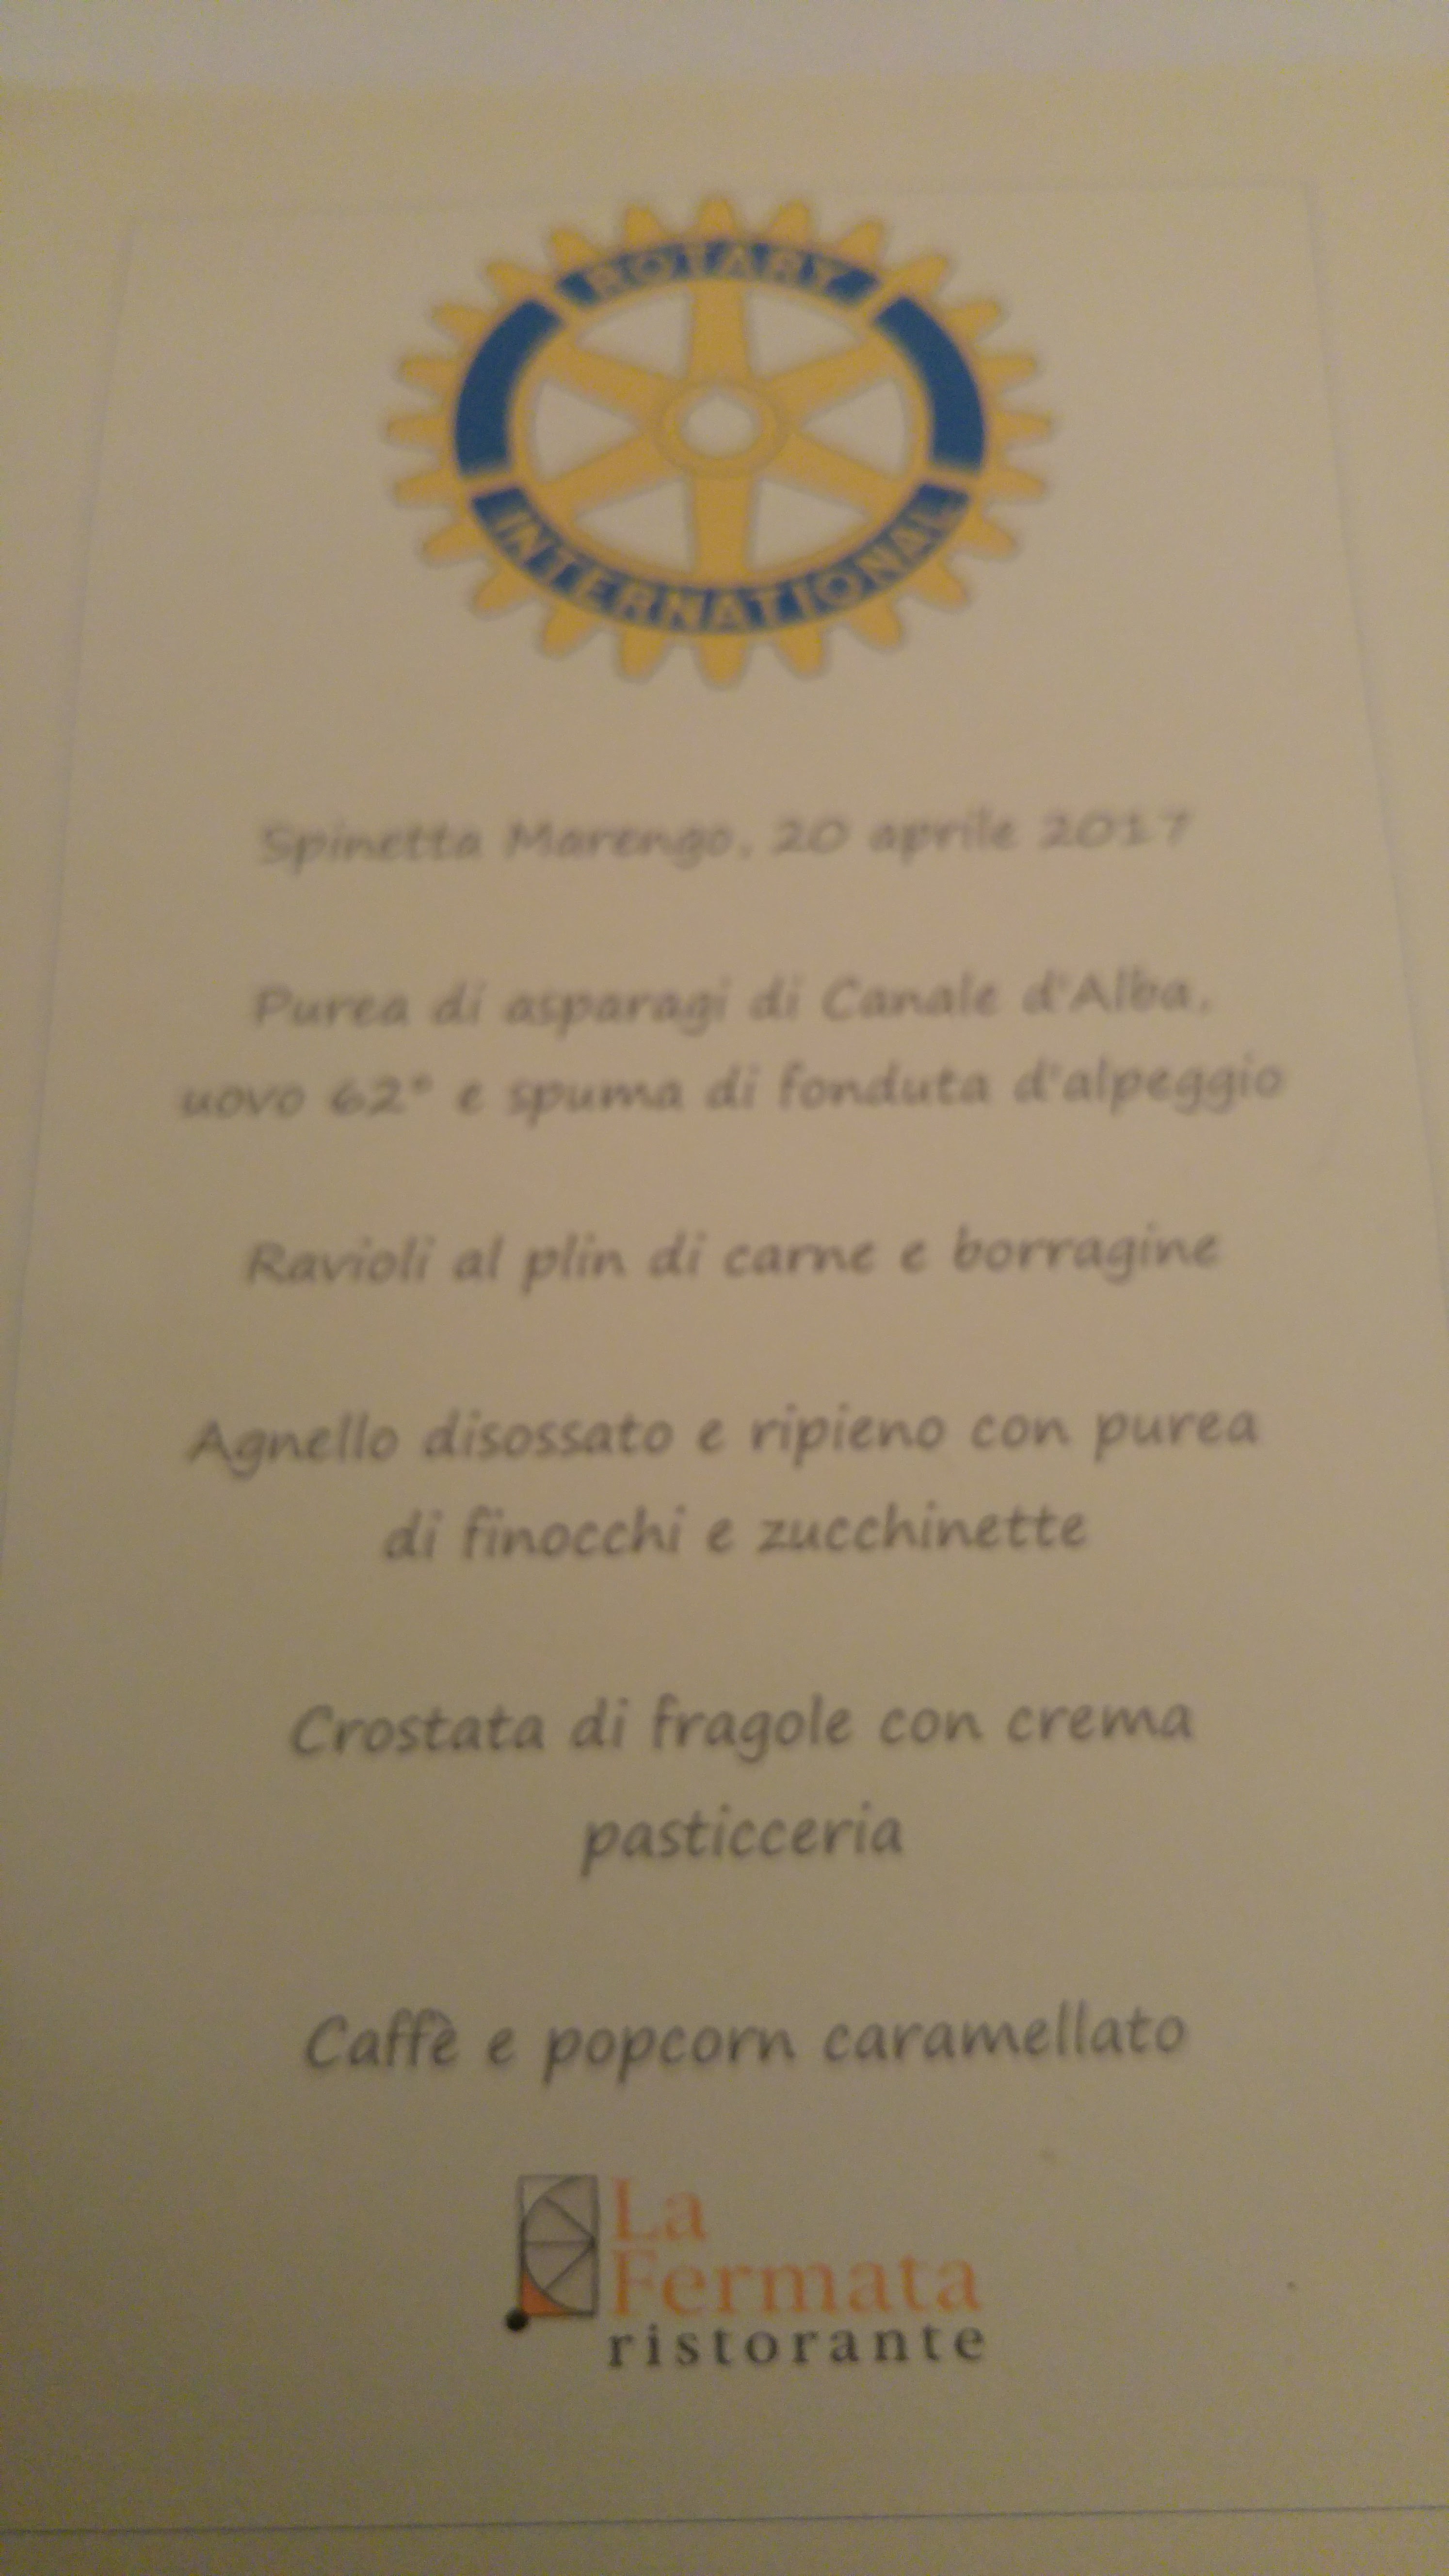 ROTARY
INTERNATIONAL
Spinetta Marengo, 20 aprile 2017
Purea di asparagi di Canale d'Alba,
uovo 62° e spuma di fonduta d'alpeggio
Ravioli al plin di carne e borragine
Agnello disossato e ripieno con purea
di finocchi e zucchinette
Crostata di fragole con crema
pasticceria
Caffè e popcorn caramellato
La
Fermata
ristorante